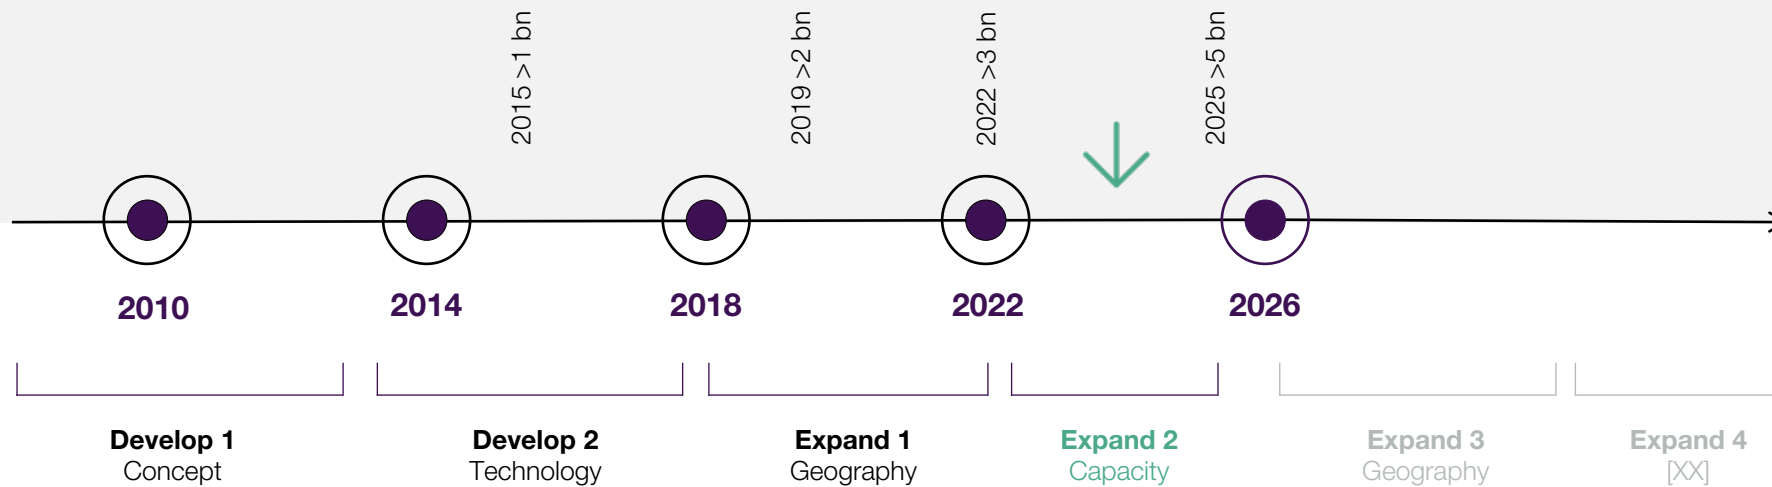 2015 >1 bn
2019 >2 bn
2022 >3 bn
2025 >5 bn
2010
2014
2018
2022
2026
Develop 1
Concept
Develop 2
Technology
Expand 1
Geography
Expand 2
Capacity
Expand 3
Geography
Expand 4
[XX]